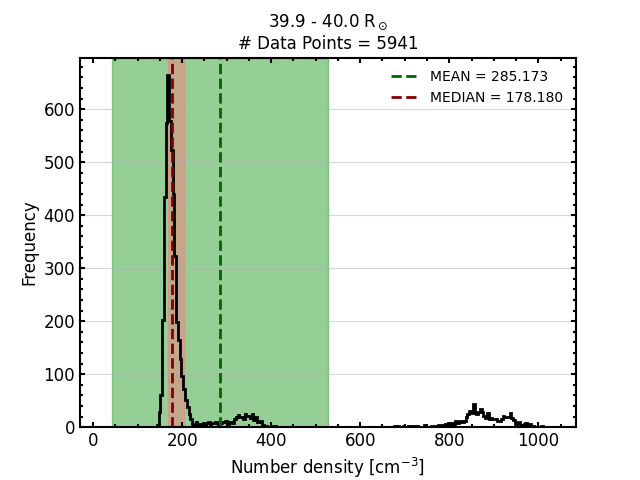 39.9 - 40.0 R⊙
# Data Points = 5941
MEAN = 285.173
MEDIAN = 178.180
Frequency
600
500
400
300
200
100
0
0 200 400 600 800 1000
Number density [cm⁻³]